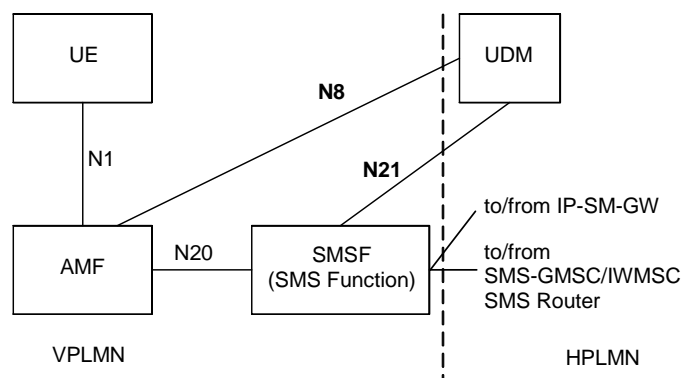 UE
UDM
N8
N1
N21
to/from IP-SM-GW
AMF
N20
SMSF
(SMS Function)
to/from
SMS-GMSC/IWMSC
SMS Router
VPLMN
HPLMN